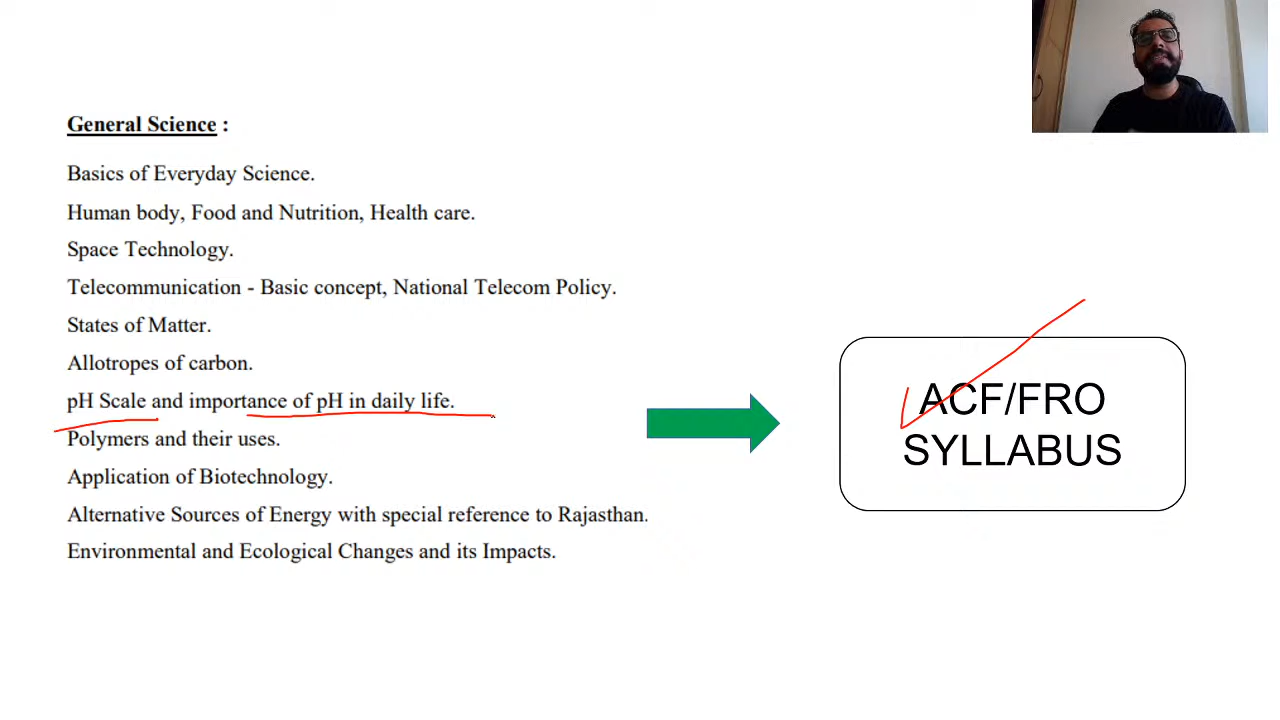 General Science :
Basics of Everyday Science.
Human body, Food and Nutrition, Health care.
Space Technology.
Telecommunication - Basic concept, National Telecom Policy.
States of Matter.
Allotropes of carbon.
pH Scale and importance of pH in daily life.
Polymers and their uses.
Application of Biotechnology.
Alternative Sources of Energy with special reference to Rajasthan.
Environmental and Ecological Changes and its Impacts.
ACF/FRO
SYLLABUS